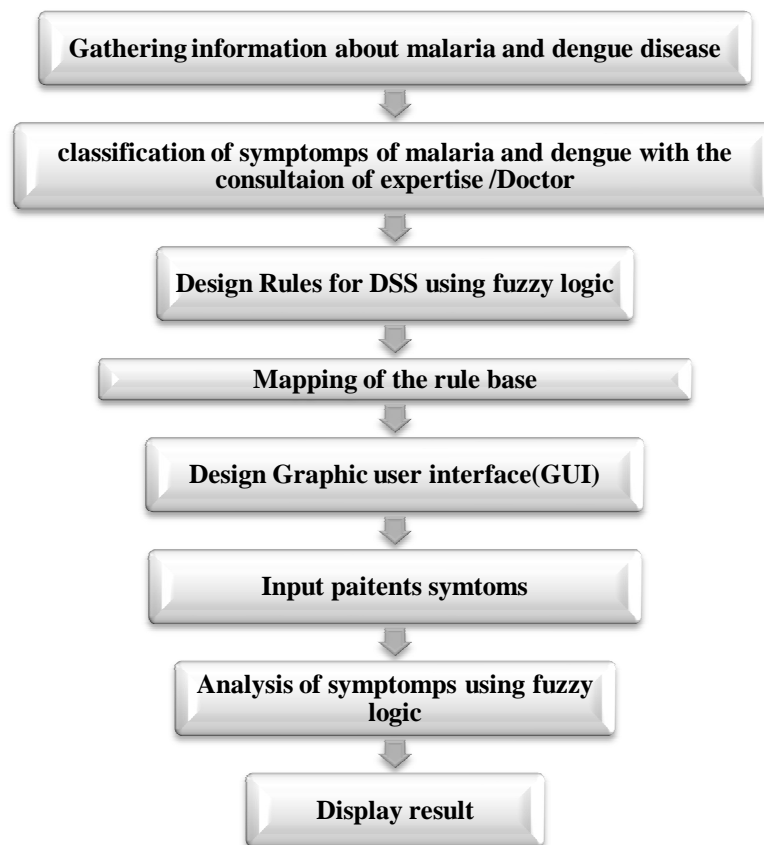 Gathering information about malaria and dengue disease
classification of symptomps of malaria and dengue with the
consultaion of expertise /Doctor
Design Rules for DSS using fuzzy logic
Mapping of the rule base
Design Graphic user interface(GUI)
Input paitents symtoms
Analysis of symptomps using fuzzy
logic
Display result